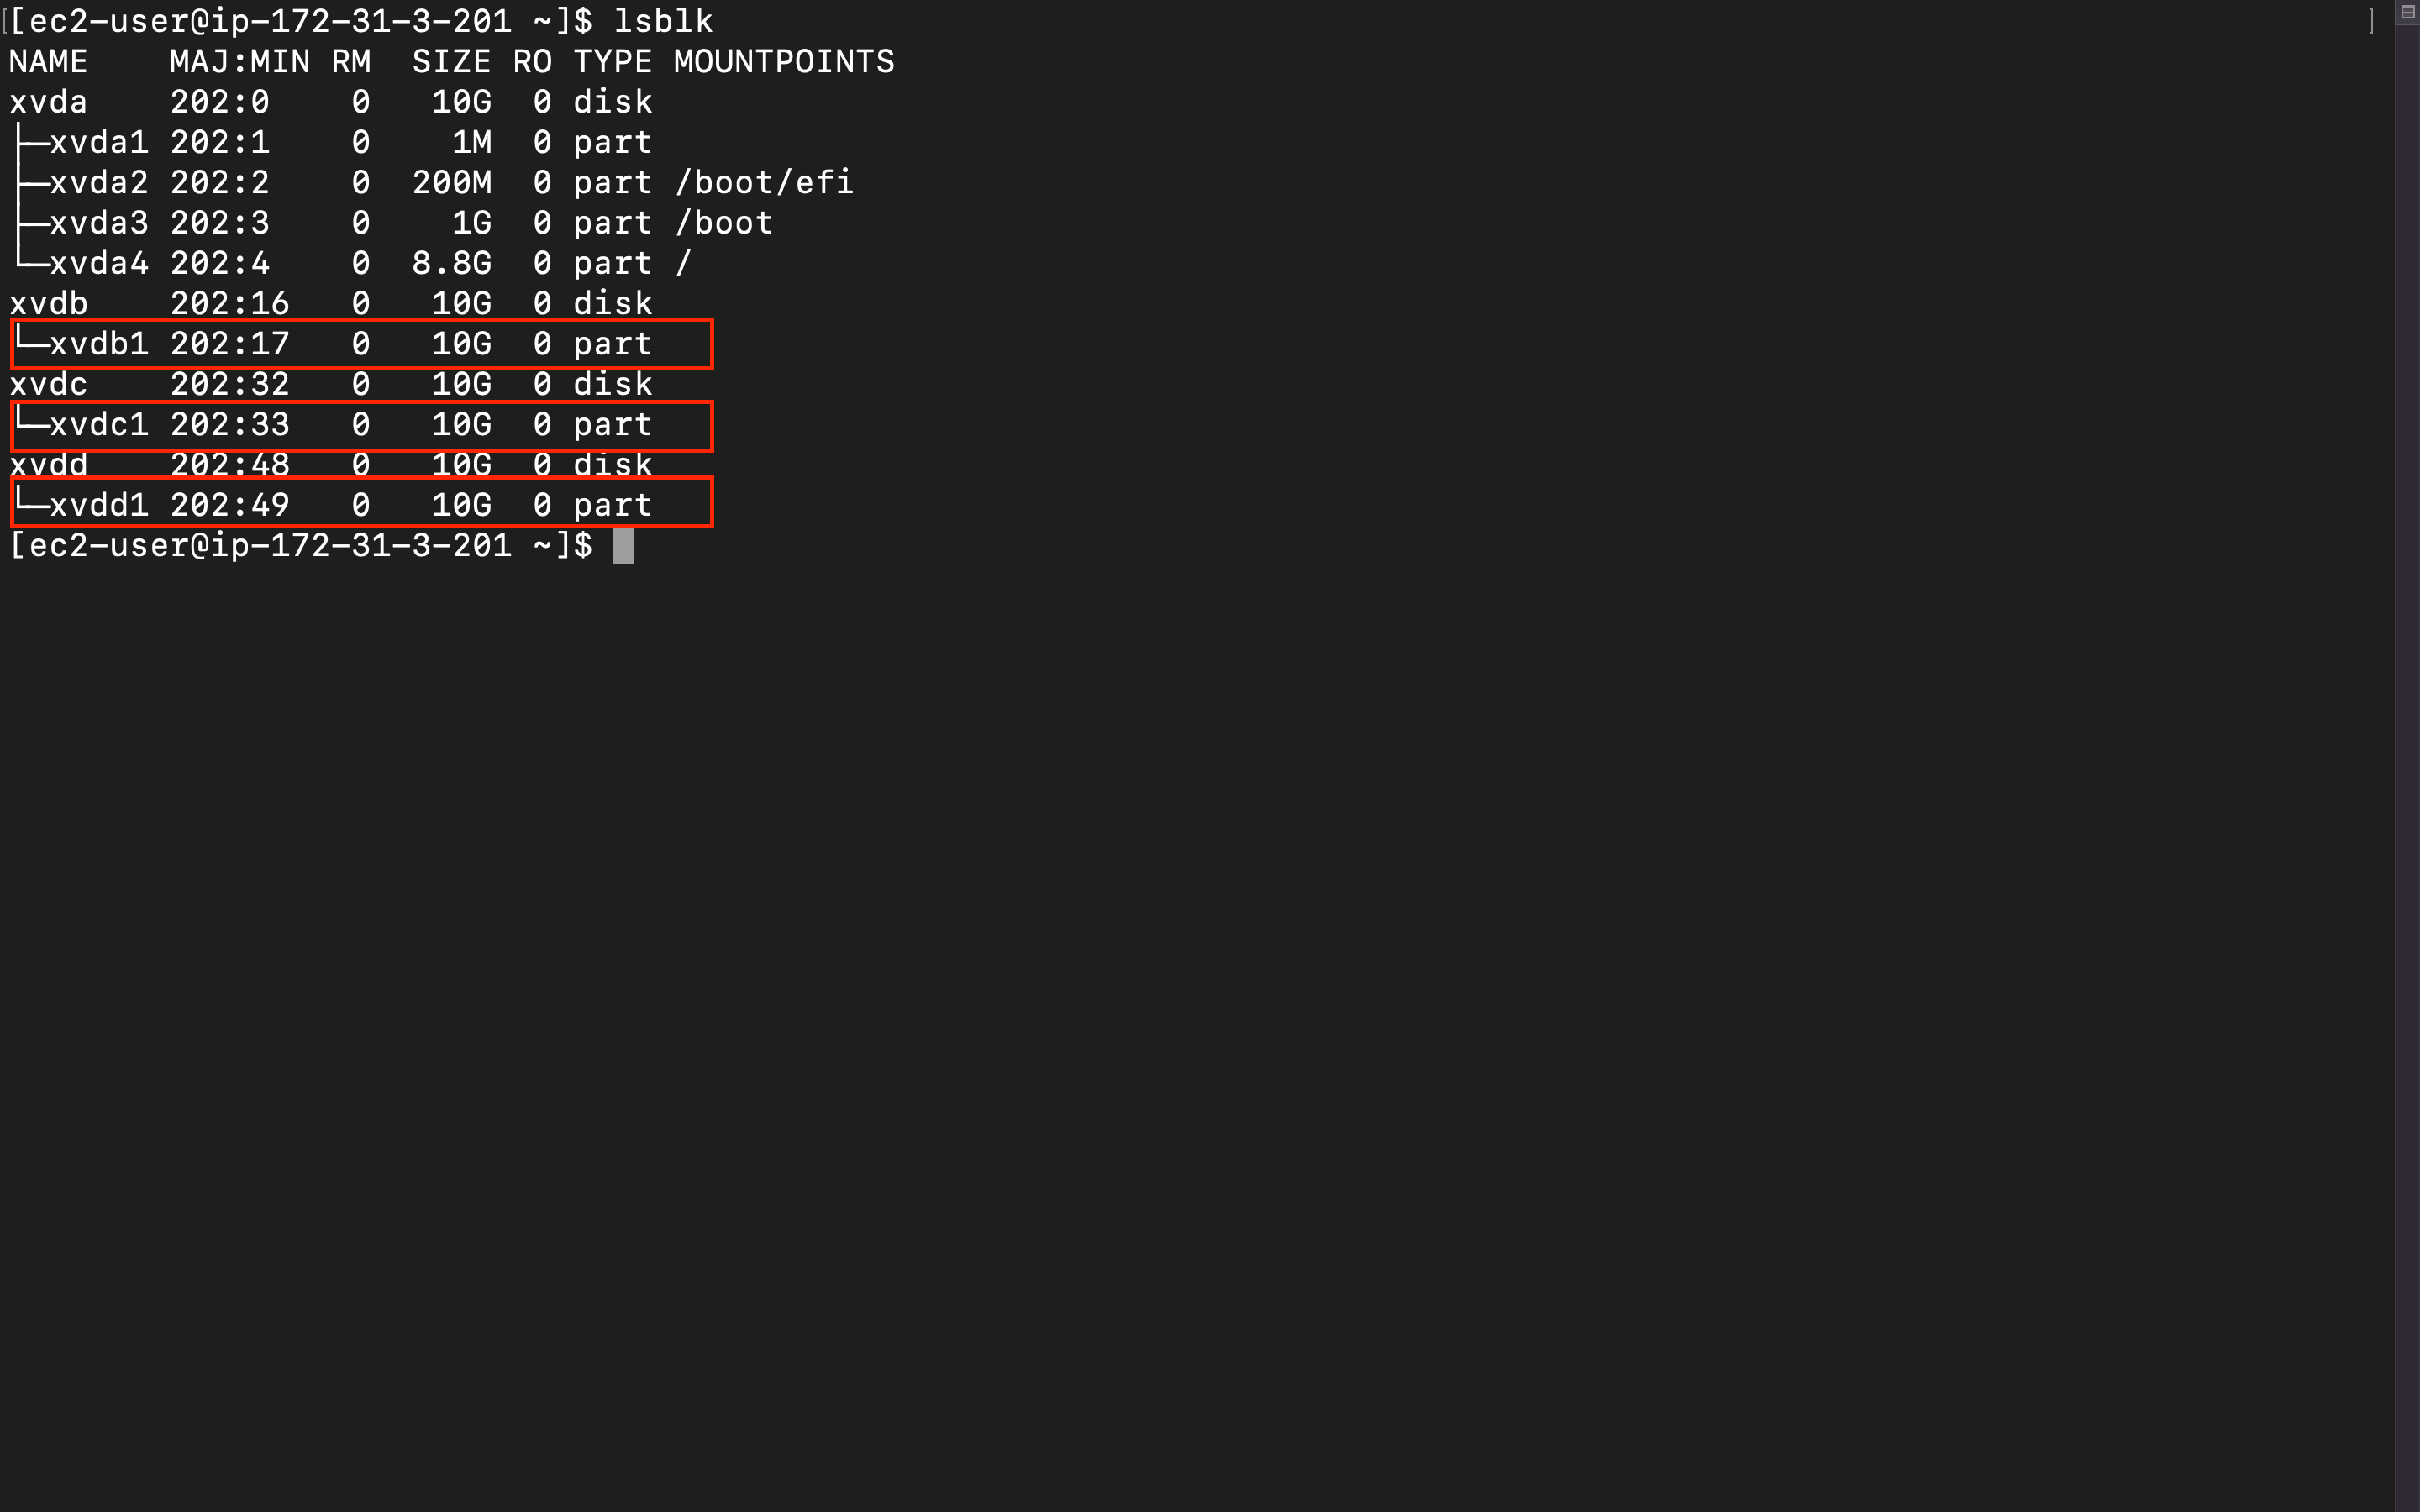 [ec2-user@ip-172-31-3-201 ~]$ lsblk
NAME    MAJ:MIN RM  SIZE RO TYPE MOUNTPOINTS
xvda    202:0    0   10G  0 disk
├─xvda1 202:1    0    1M  0 part
├─xvda2 202:2    0  200M  0 part /boot/efi
├─xvda3 202:3    0    1G  0 part /boot
└─xvda4 202:4    0  8.8G  0 part /
xvdb    202:16   0   10G  0 disk
└─xvdb1 202:17   0   10G  0 part
xvdc    202:32   0   10G  0 disk
└─xvdc1 202:33   0   10G  0 part
xvdd    202:48   0   10G  0 disk
└─xvdd1 202:49   0   10G  0 part
[ec2-user@ip-172-31-3-201 ~]$